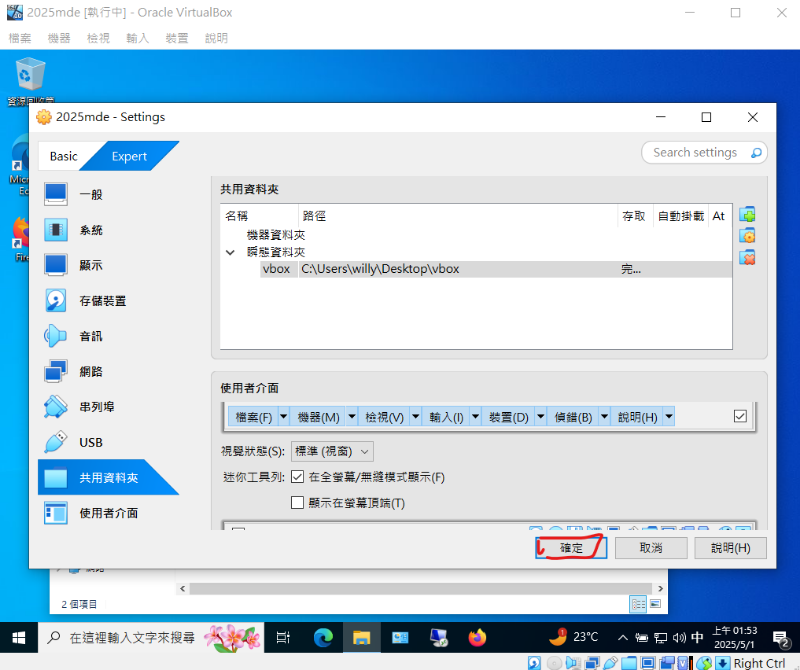 2025mde [執行中] - Oracle VirtualBox
檔案 機器 檢視 輸入 裝置 說明
資源回收筒
2025mde - Settings
Basic Expert Search settings
一般
系統
顯示
存儲裝置
音訊
網路
串列埠
USB
共用資料夾
使用者介面
共用資料夾
名稱 路徑 存取 自動掛載 At
機器資料夾
瞬態資料夾
vbox C:\Users\willy\Desktop\vbox 完...
使用者介面
檔案(F) 機器(M) 檢視(V) 輸入(I) 裝置(D) 偵錯(B) 說明(H)
視覺狀態(S): 標準 (視窗)
迷你工具列: 在全螢幕/無縫模式顯示(F)
顯示在螢幕頂端(T)
確定 取消 說明(H)
2 個項目
在這裡輸入文字來搜尋
23°C
中
上午 01:53
2025/5/1
2
Right Ctrl